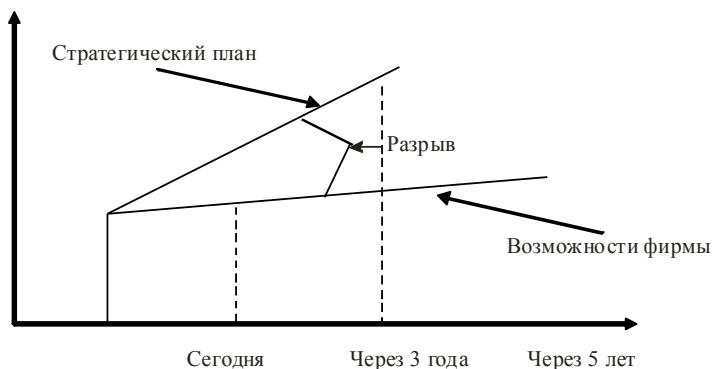 Стратегический план
Разрыв
Возможности фирмы
Сегодня
Через 3 года
Через 5 лет